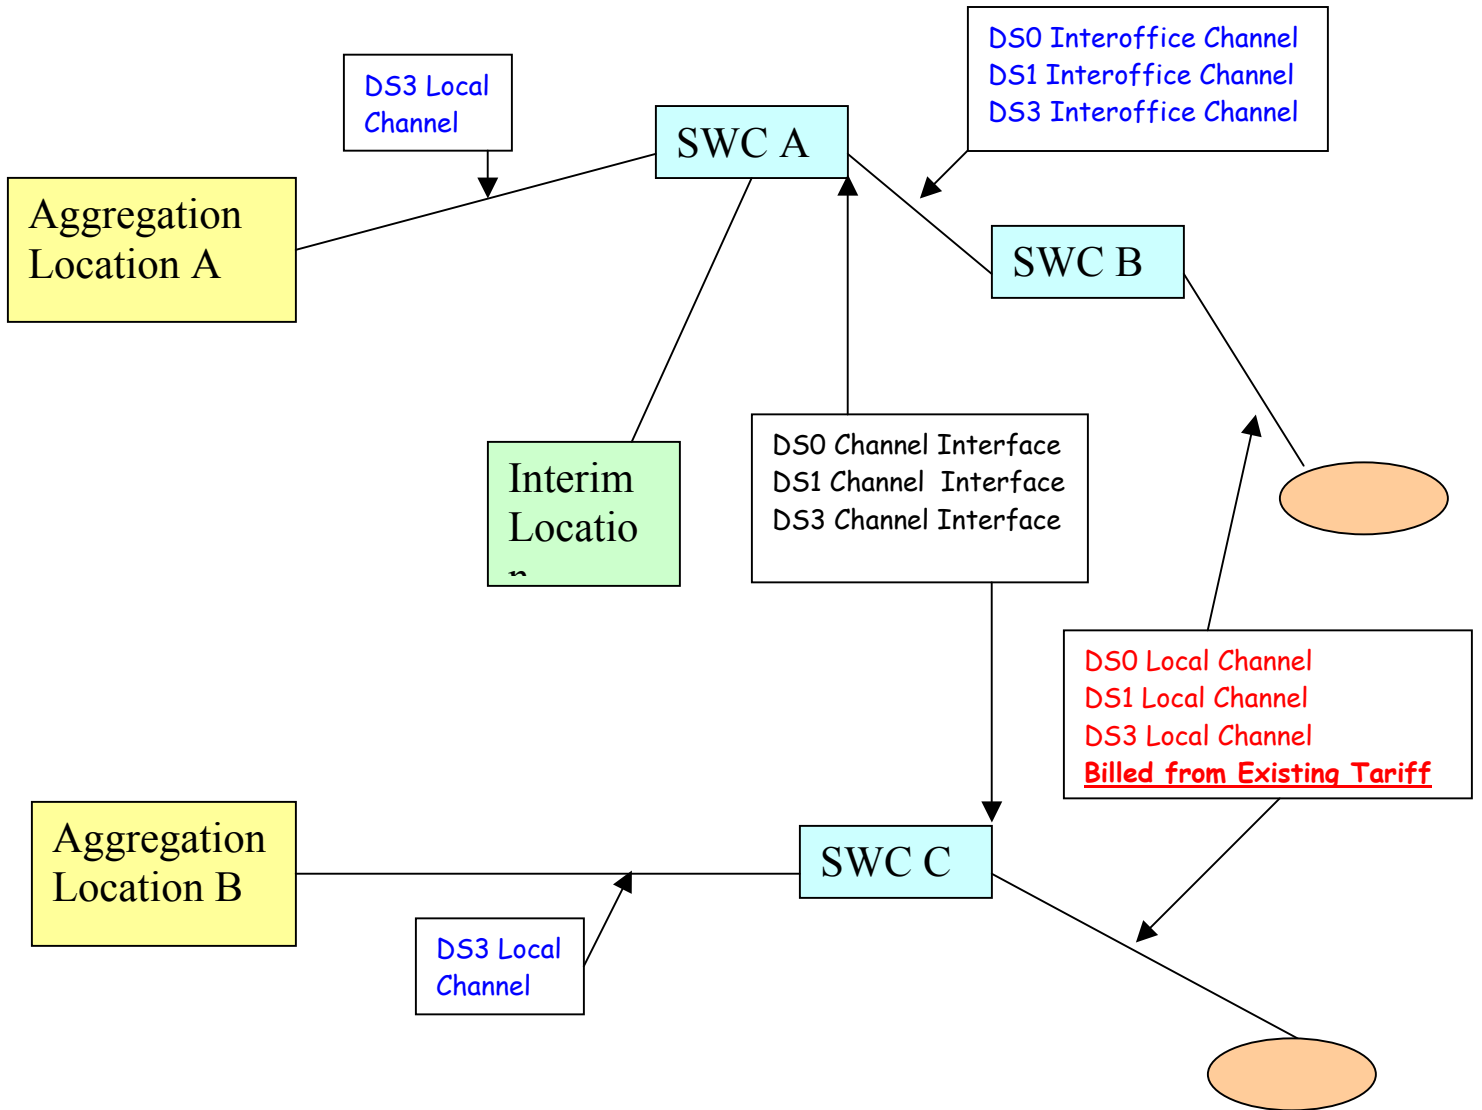 DS0 Interoffice Channel
DS1 Interoffice Channel
DS3 Interoffice Channel
DS3 Local
Channel
SWC A
Aggregation
Location A
SWC B
DS0 Channel Interface
DS1 Channel Interface
DS3 Channel Interface
Interim
Locatio
n
DS0 Local Channel
DS1 Local Channel
DS3 Local Channel
Billed from Existing Tariff
Aggregation
Location B
SWC C
DS3 Local
Channel